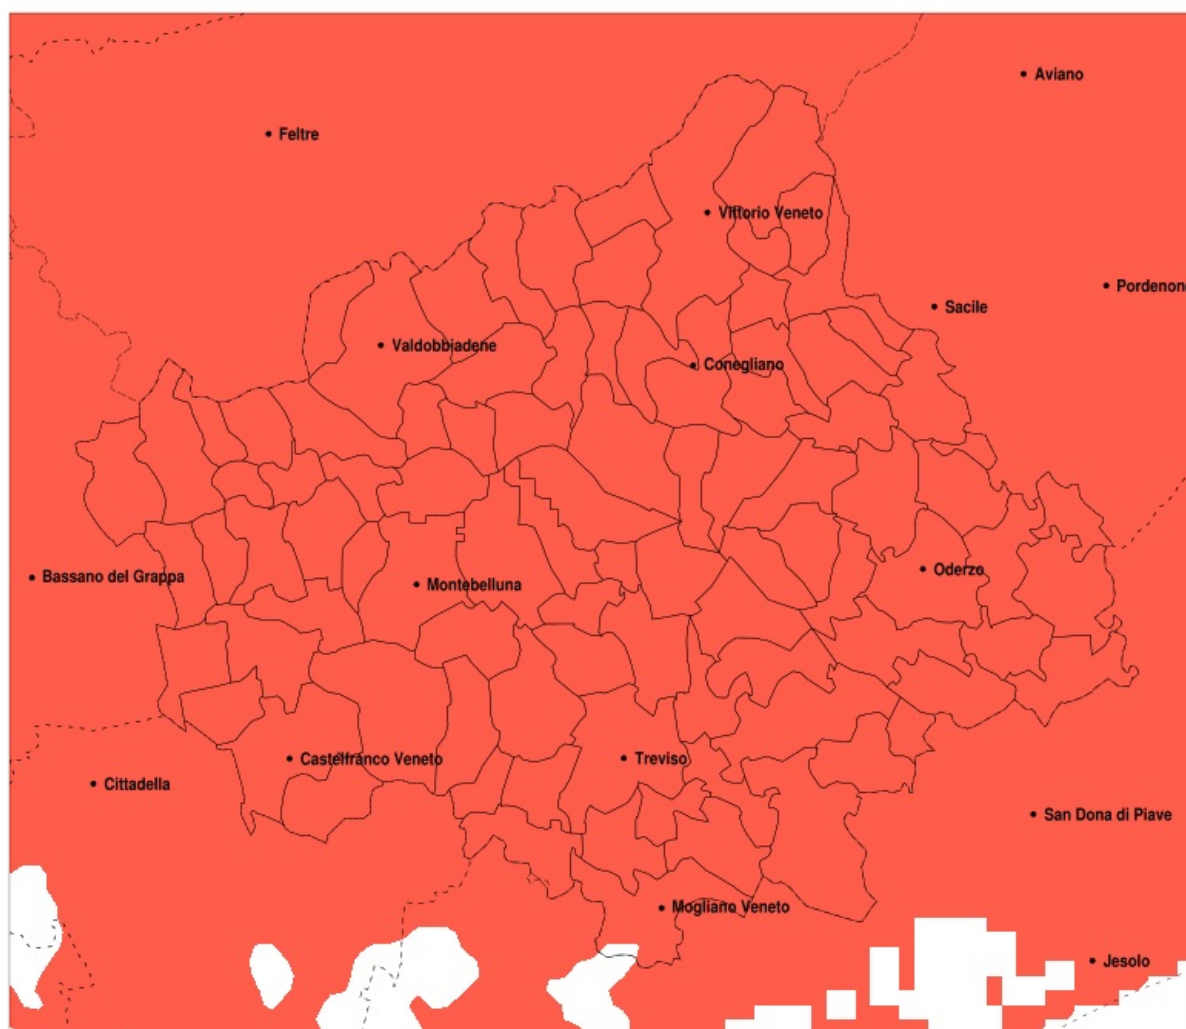 Aviano
Feltre
Vittorio Veneto
Pordenon
Sacile
Valdobbiadene
Conegliano
Oderzo
Bassano del Grappa
Montebelluna
Castelfranco Veneto
Treviso
Cittadella
San Dona di Piave
Mogliano Veneto
Jesolo